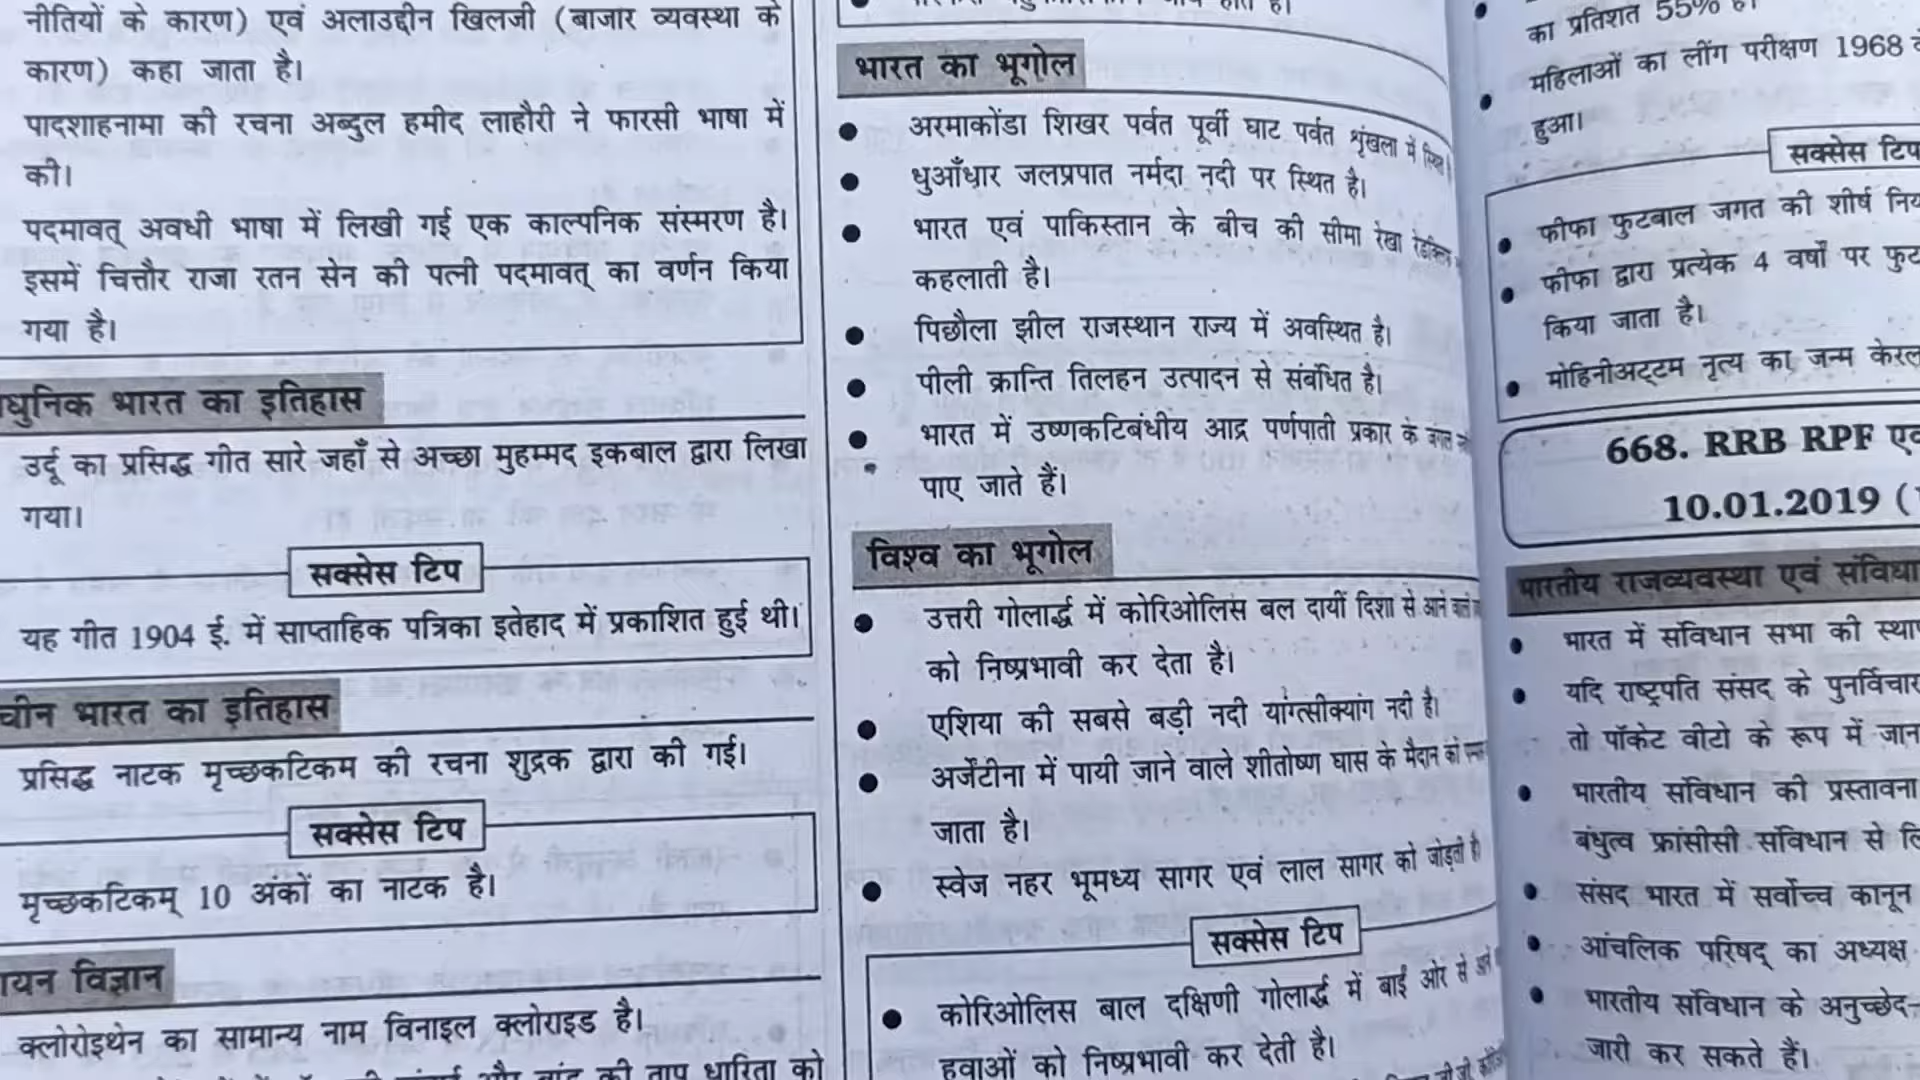 नीतियों के कारण) एवं अलाउद्दीन खिलजी (बाजार व्यवस्था के
कारण) कहा जाता है।
पादशाहनामा की रचना अब्दुल हमीद लाहौरी ने फारसी भाषा में
की।
पदमावत् अवधी भाषा में लिखी गई एक काल्पनिक संस्मरण है।
इसमें चित्तौर राजा रतन सेन की पत्नी पदमावत् का वर्णन किया
गया है।
धुनिक भारत का इतिहास
उर्दू का प्रसिद्ध गीत सारे जहाँ से अच्छा मुहम्मद इकबाल द्वारा लिखा
गया।
सक्सेस टिप
यह गीत 1904 ई. में साप्ताहिक पत्रिका इतेहाद में प्रकाशित हुई थी।
चीन भारत का इतिहास
प्रसिद्ध नाटक मृच्छकटिकम की रचना शुद्रक द्वारा की गई।
सक्सेस टिप
मृच्छकटिकम् 10 अंकों का नाटक है।
ायन विज्ञान
क्लोरोइथेन का सामान्य नाम विनाइल क्लोराइड है।
और की ताप धारिता को
होते हैं।
भारत का भूगोल
अरमाकोंडा शिखर पर्वत पूर्वी घाट पर्वत श्रृंखला में
धुआँधार जलप्रपात नर्मदा नदी पर स्थित है।
भारत एवं पाकिस्तान के बीच की सीमा रेखा
कहलाती है।
पिछौला झील राजस्थान राज्य में अवस्थित है।
पीली क्रान्ति तिलहन उत्पादन से संबंधित है।
भारत में उष्णकटिबंधीय आद्र पर्णपाती प्रकार के
पाए जाते हैं।
विश्व का भूगोल
उत्तरी गोलार्द्ध में कोरिओलिस बल दायीं दिशा से आने
को निष्प्रभावी कर देता है।
एशिया की सबसे बड़ी नदी यांग्त्सीक्यांग नदी है।
अर्जेंटीना में पायी जाने वाले शीतोष्ण घास के मैदान को
जाता है।
स्वेज नहर भूमध्य सागर एवं लाल सागर को जोड़ती है
सक्सेस टिप
कोरिओलिस बाल दक्षिणी गोलार्द्ध में बाई ओर से
हवाओं को निष्प्रभावी कर देती है।
का प्रतिशत 55% है।
महिलाओं का लींग परीक्षण 1968
हुआ।
सक्सेस टिप
फीफा फुटबाल जगत की शीर्ष
फीफा द्वारा प्रत्येक 4 वर्षों पर
किया जाता है।
मोहिनीअट्टम नृत्य का जन्म केरल
668. RRB RPF
10.01.2019 (
भारतीय राजव्यवस्था एवं संविधा
भारत में संविधान सभा की
यदि राष्ट्रपति संसद के पुनर्विचार
तो पॉकेट वीटो के रूप में
भारतीय संविधान की प्रस्तावना
बंधुत्व फ्रांसीसी संविधान से
संसद भारत में सर्वोच्च कानून
आंचलिक परिषद् का अध्यक्ष
भारतीय संविधान के अनुच्छेद-
जारी कर सकते हैं।